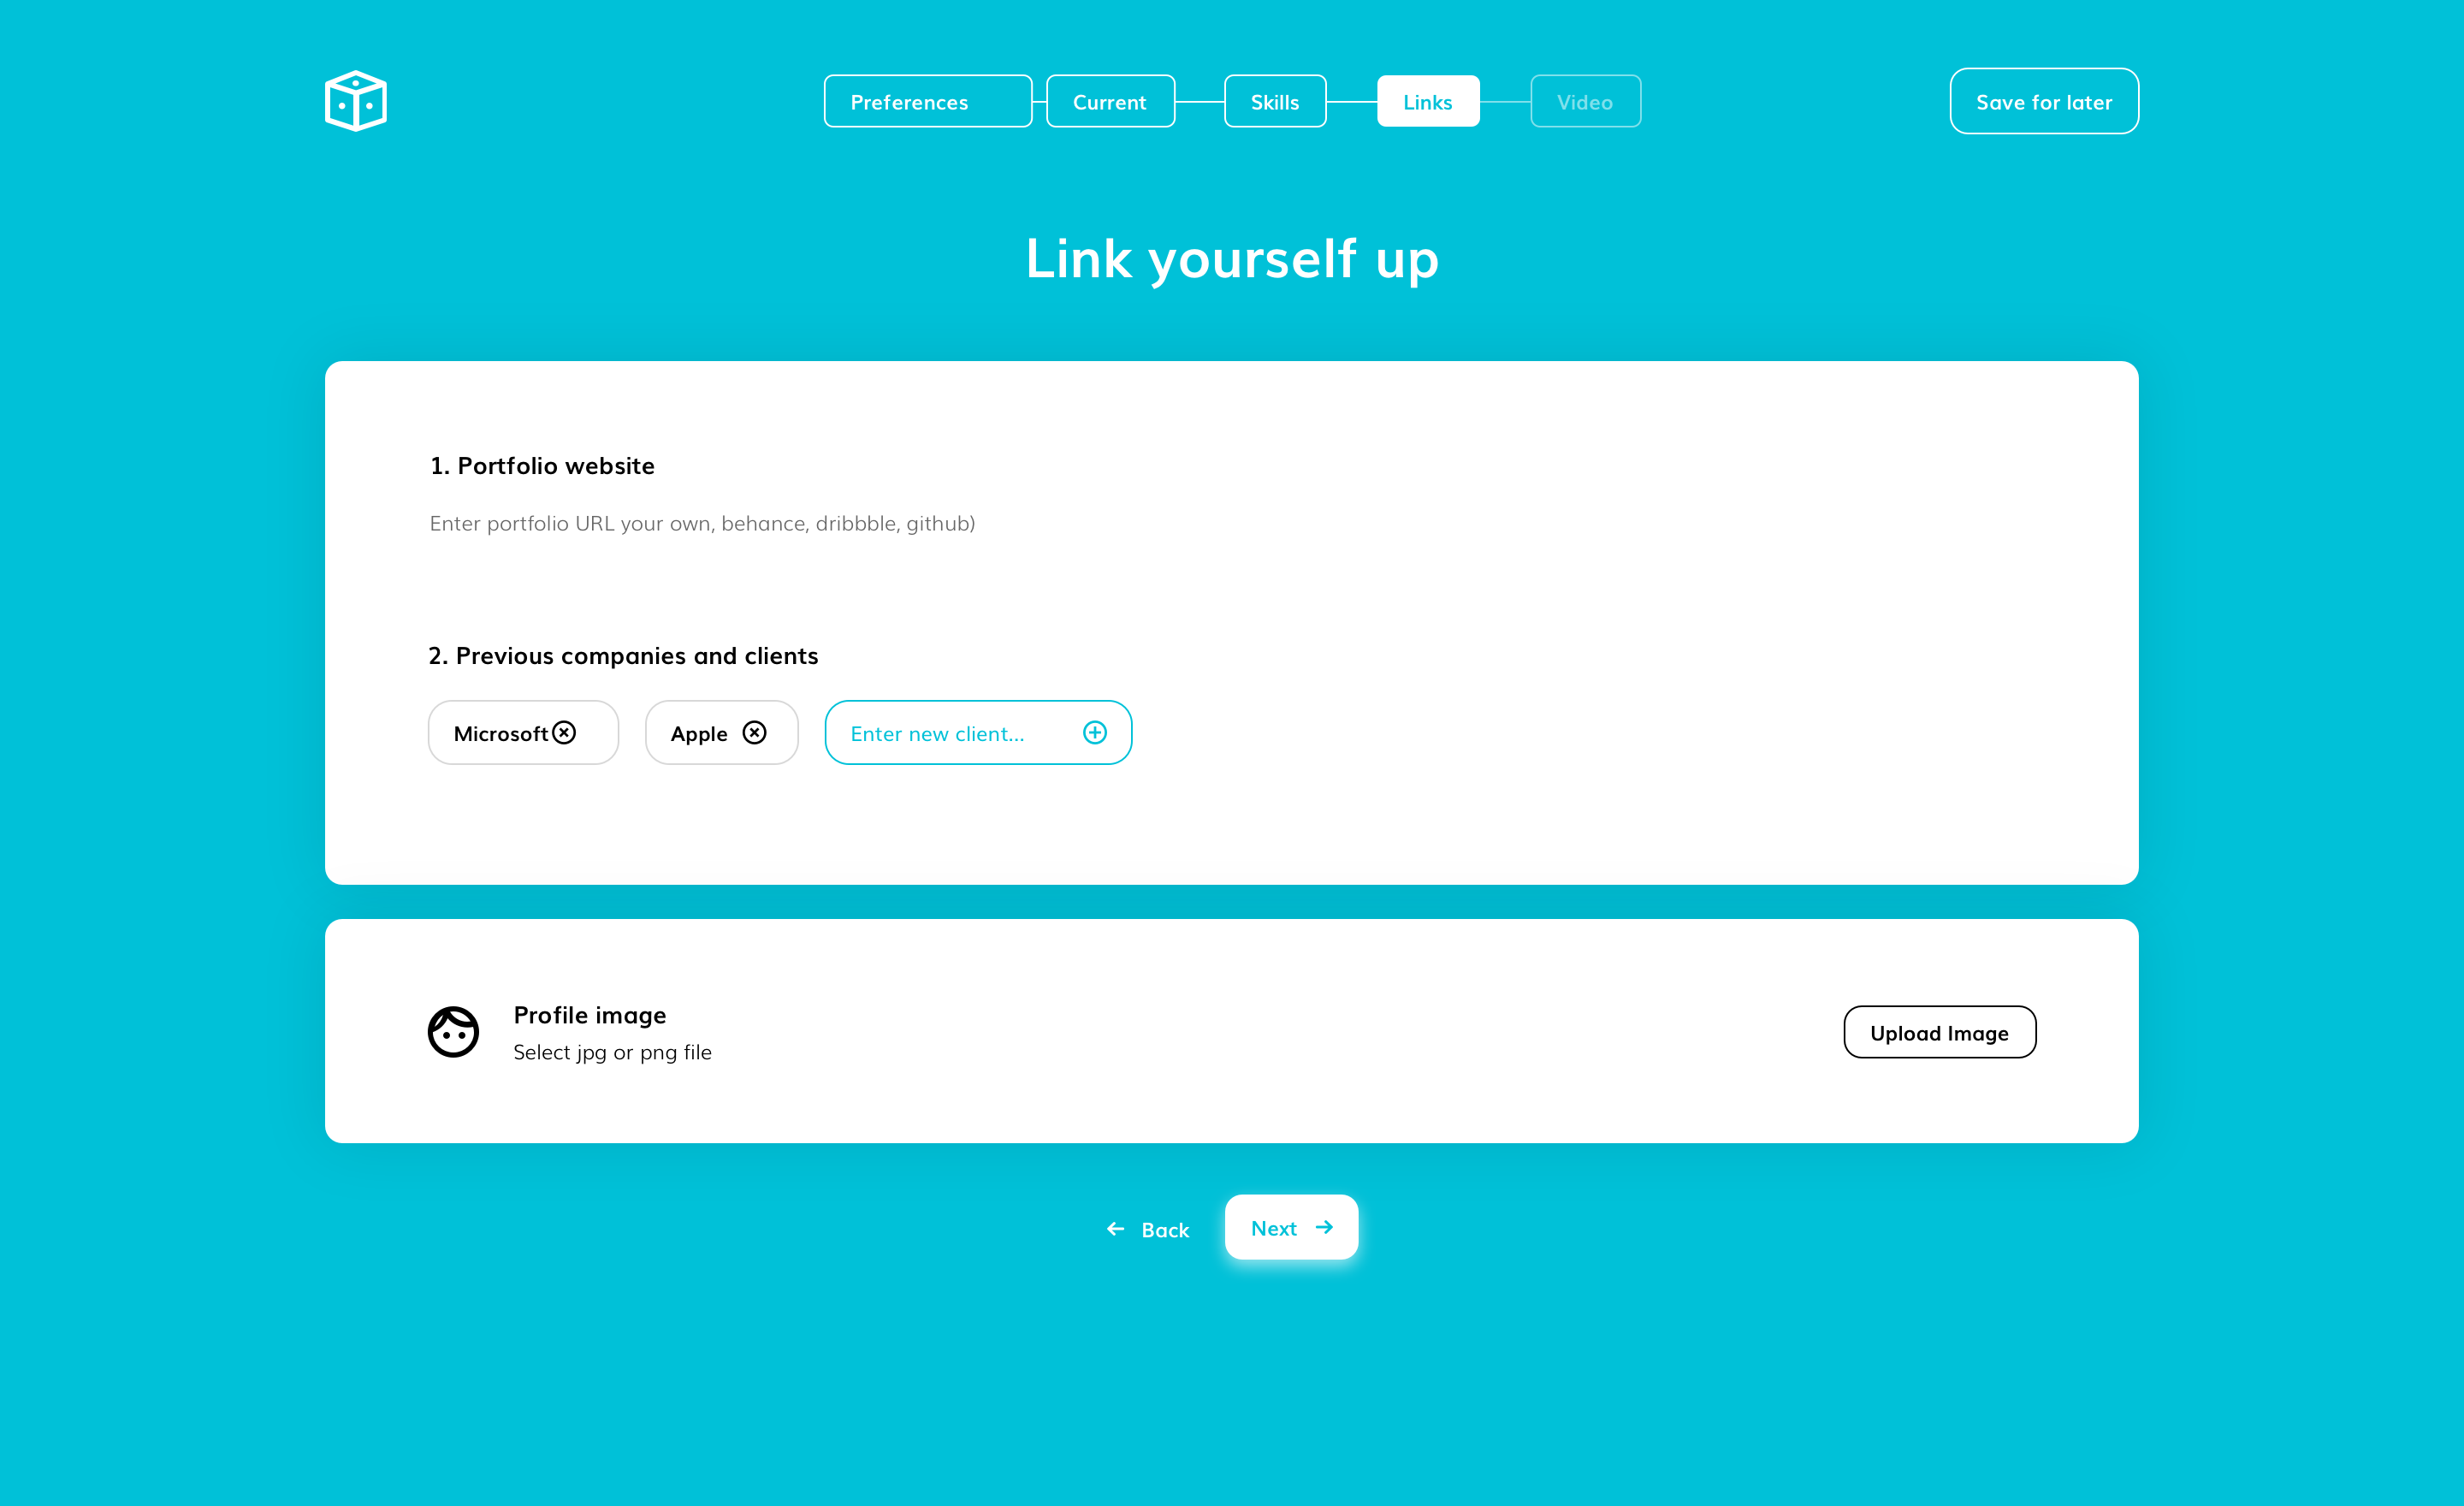 Preferences
Current
Skills
Links
Video
Save for later
Link yourself up
1. Portfolio website
Enter portfolio URL your own, behance, dribbble, github)
2. Previous companies and clients
Microsoft
Apple
Enter new client...
Profile image
Select jpg or png file
Upload Image
Back
Next